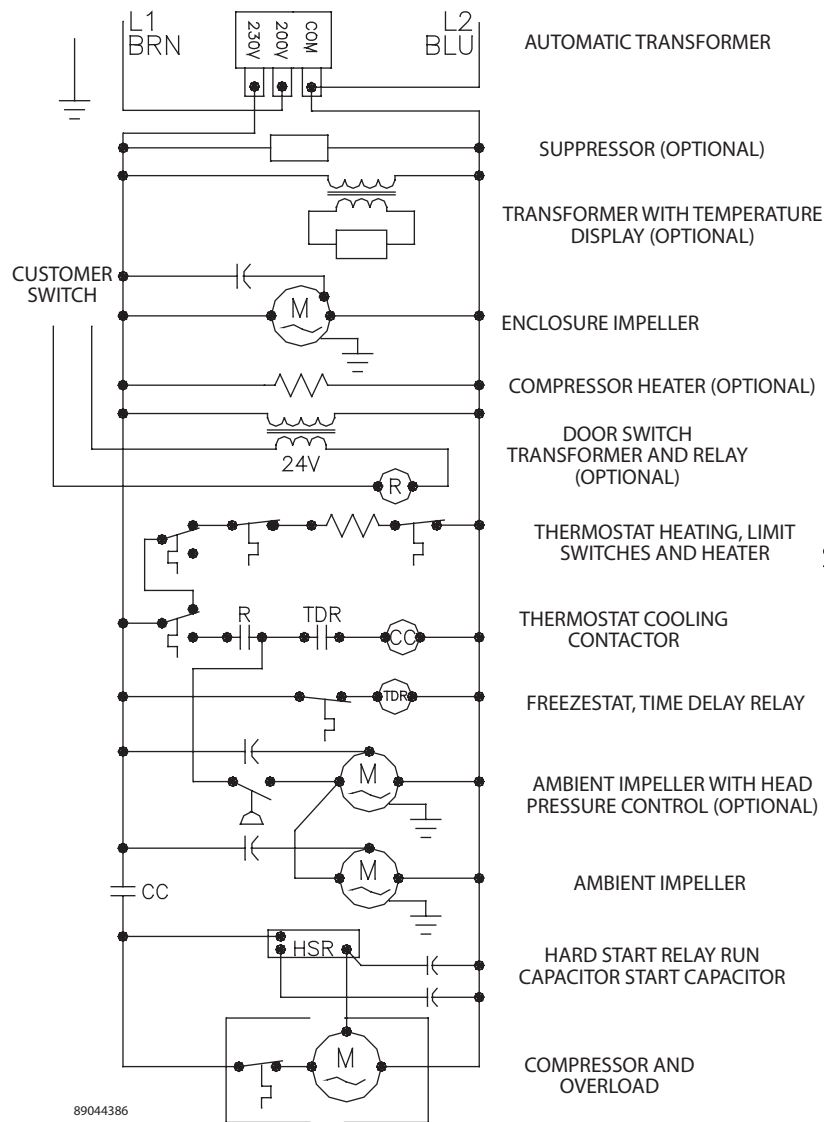 L1
BRN
230V
200V
COM
L2
BLU
AUTOMATIC TRANSFORMER
SUPPRESSOR (OPTIONAL)
TRANSFORMER WITH TEMPERATURE
DISPLAY (OPTIONAL)
CUSTOMER
SWITCH
M
ENCLOSURE IMPELLER
COMPRESSOR HEATER (OPTIONAL)
24V
R
DOOR SWITCH
TRANSFORMER AND RELAY
(OPTIONAL)
THERMOSTAT HEATING, LIMIT
SWITCHES AND HEATER
R
TDR
CC
THERMOSTAT COOLING
CONTACTOR
TDR
FREEZESTAT, TIME DELAY RELAY
M
AMBIENT IMPELLER WITH HEAD
PRESSURE CONTROL (OPTIONAL)
M
AMBIENT IMPELLER
CC
HSR
HARD START RELAY RUN
CAPACITOR START CAPACITOR
M
COMPRESSOR AND
OVERLOAD
89044386